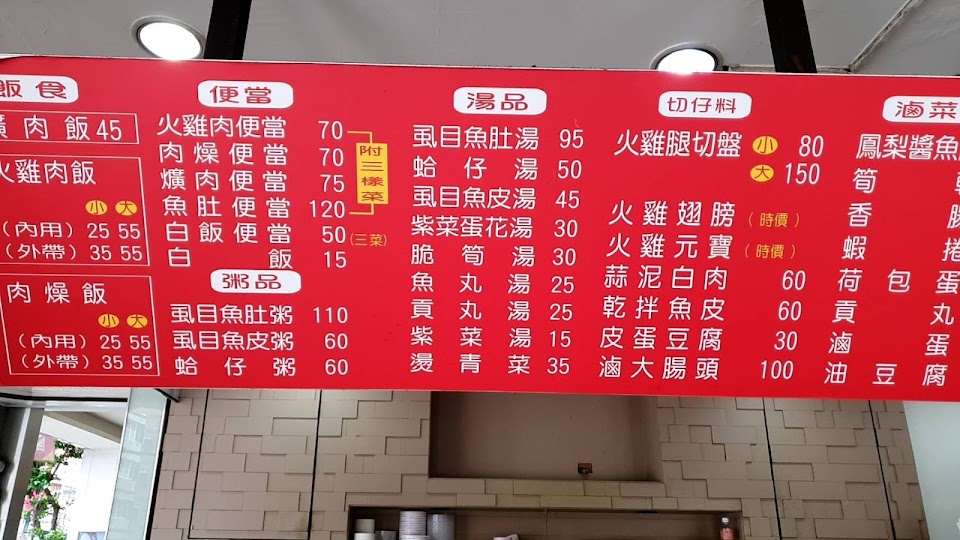 飯食
爌肉飯45
火雞肉飯
小 大
（內用）25 55
（外帶）35 55
肉燥飯
小 大
（內用）25 55
（外帶）35 55
便當
火雞肉便當 70
肉燥便當 70
爌肉便當 75
魚肚便當 120
附三樣菜
白飯便當 50（三菜）
白飯 15
粥品
虱目魚肚粥 110
虱目魚皮粥 60
蛤仔粥 60
湯品
虱目魚肚湯 95
蛤仔湯 50
虱目魚皮湯 45
紫菜蛋花湯 30
脆筍湯 30
魚丸湯 25
貢丸湯 25
紫菜湯 15
燙青菜 35
切仔料
火雞腿切盤 小 80
大 150
火雞翅膀（時價）
火雞元寶（時價）
蒜泥白肉 60
乾拌魚皮 60
皮蛋豆腐 30
滷大腸頭 100
滷菜
鳳梨醬魚
筍
香腸
蝦捲
荷包蛋
貢丸
滷蛋
油豆腐